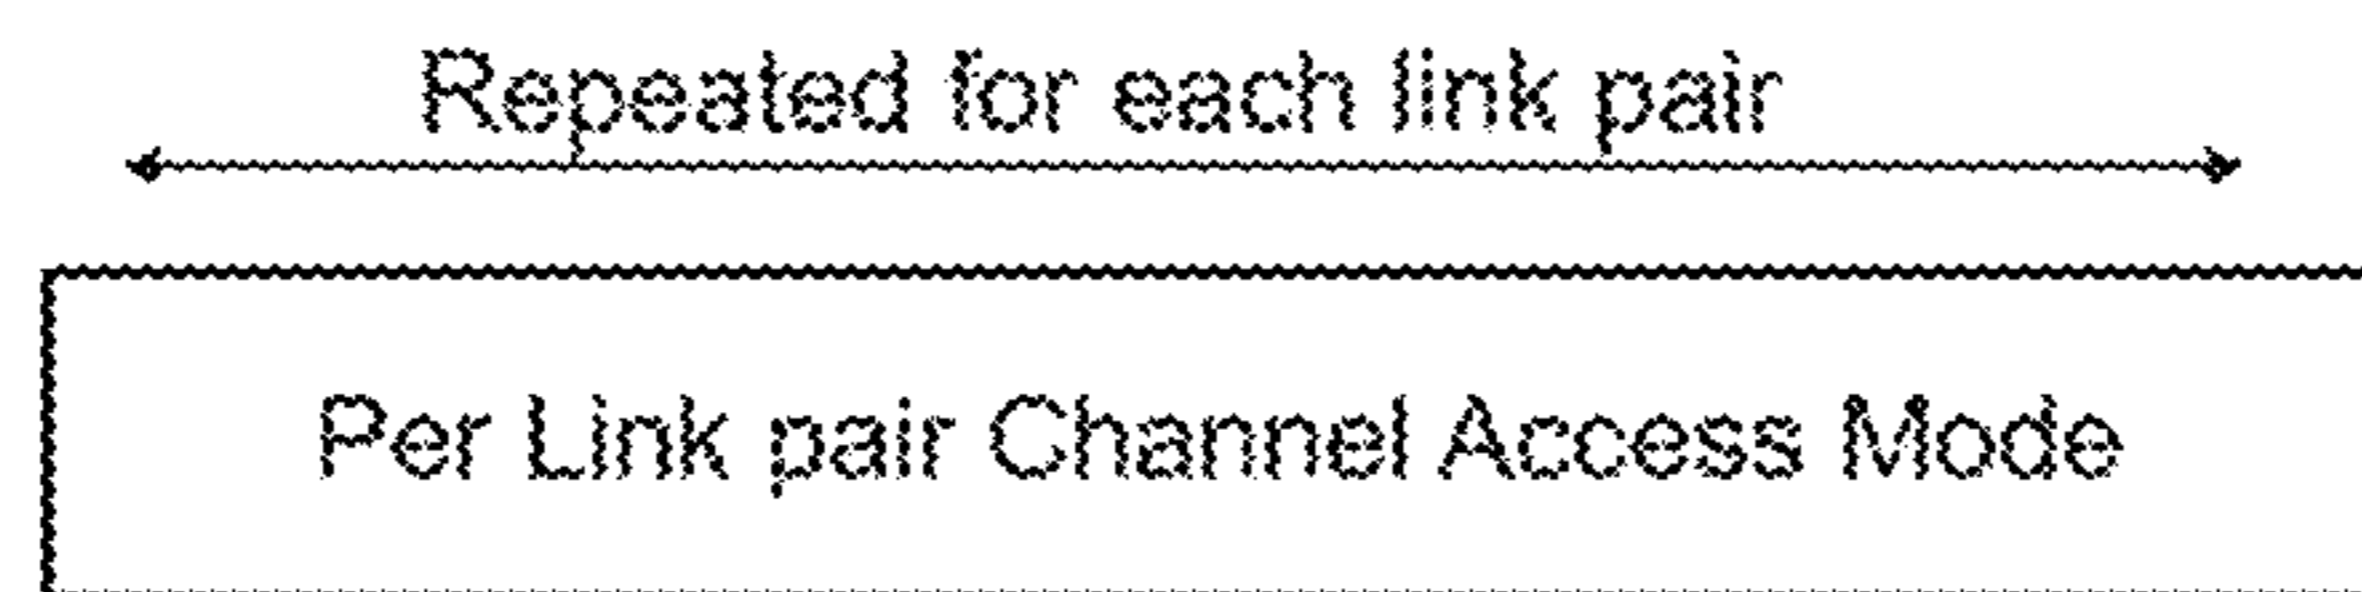 Repeated for each link pair
Per Link pair Channel Access Mode